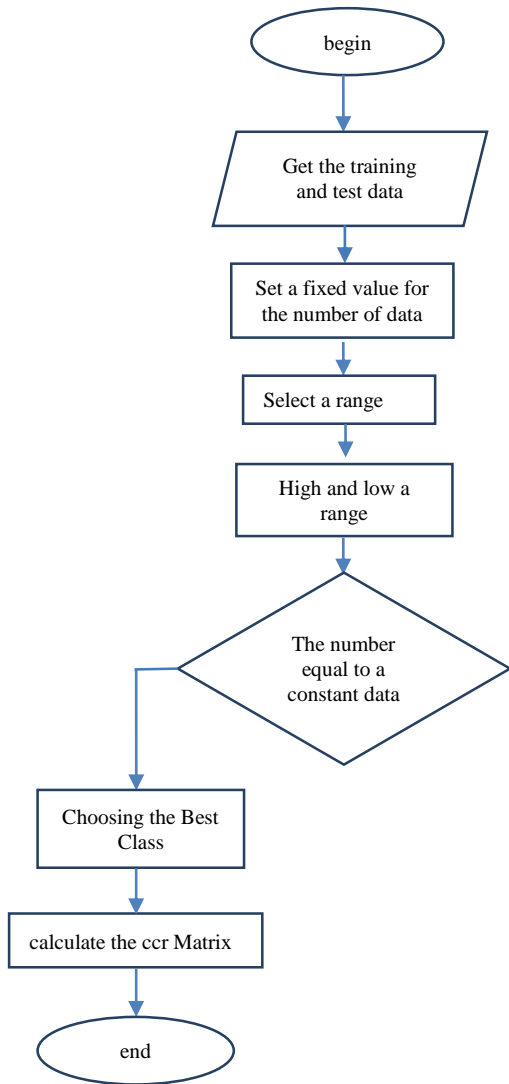 begin
Get the training
and test data
Set a fixed value for
the number of data
Select a range
High and low a
range
The number
equal to a
constant data
Choosing the Best
Class
calculate the ccr Matrix
end